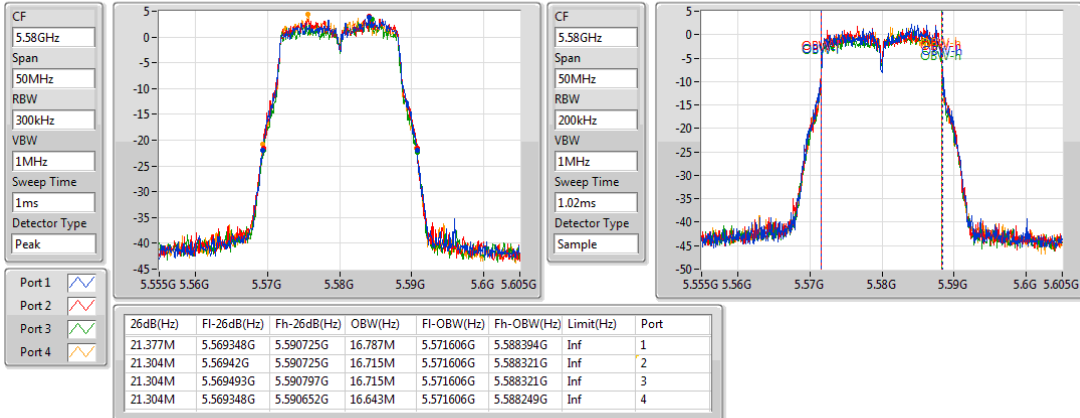 CF
5.58GHz
Span
50MHz
RBW
300kHz
VBW
1MHz
Sweep Time
1ms
Detector Type
Peak
5
0
-5
-10
-15
-20
-25
-30
-35
-40
-45
5.555G 5.56G 5.57G 5.58G 5.59G 5.6G 5.605G
CF
5.58GHz
Span
50MHz
RBW
200kHz
VBW
1MHz
Sweep Time
1.02ms
Detector Type
Sample
5
0
-5
-10
-15
-20
-25
-30
-35
-40
-45
-50
OBW-h
OBW-h
5.555G 5.56G 5.57G 5.58G 5.59G 5.6G 5.605G
Port 1
Port 2
Port 3
Port 4
26dB(Hz) Fl-26dB(Hz) Fh-26dB(Hz) OBW(Hz) Fl-OBW(Hz) Fh-OBW(Hz) Limit(Hz) Port
21.377M 5.569348G 5.590725G 16.787M 5.571606G 5.588394G Inf 1
21.304M 5.56942G 5.590725G 16.715M 5.571606G 5.588321G Inf 2
21.304M 5.569493G 5.590797G 16.715M 5.571606G 5.588321G Inf 3
21.304M 5.569348G 5.590652G 16.643M 5.571606G 5.588249G Inf 4